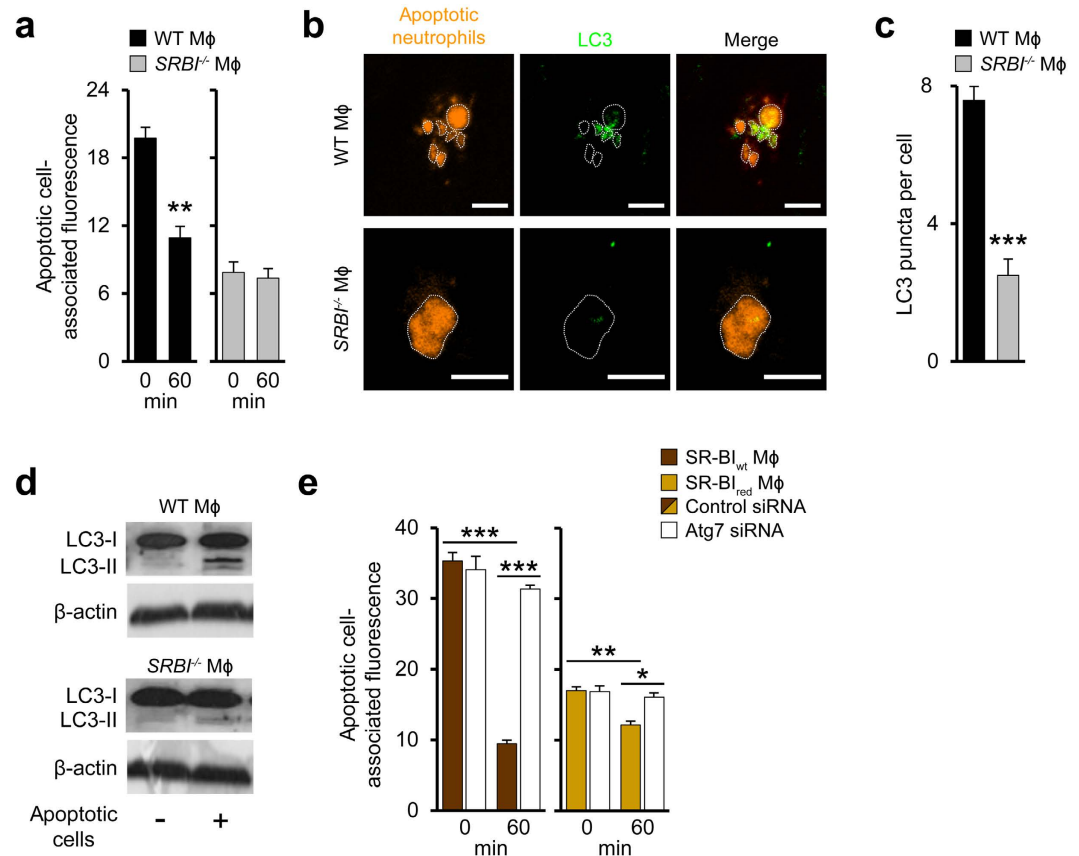 a
WT Mϕ
SRBI-/- Mϕ
Apoptotic cell-
associated fluorescence
24
18
12
6
0
**
0 60 0 60
min min
b
Apoptotic
neutrophils
LC3
Merge
WT Mϕ
SRBI-/- Mϕ
c
WT Mϕ
SRBI-/- Mϕ
LC3 puncta per cell
8
4
0
***
d
WT Mϕ
LC3-I
LC3-II
β-actin
SRBI-/- Mϕ
LC3-I
LC3-II
β-actin
Apoptotic
cells
- +
e
SR-BIwt Mϕ
SR-BIred Mϕ
Control siRNA
Atg7 siRNA
Apoptotic cell-
associated fluorescence
40
30
20
10
0
***
***
**
*
0 60 0 60
min min